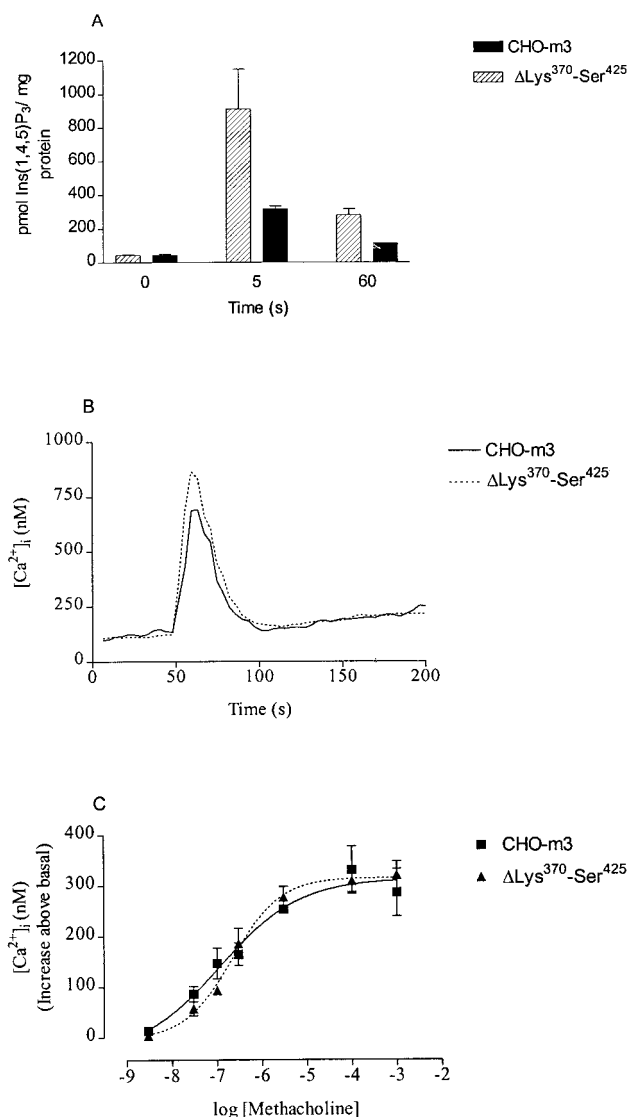 A
CHO-m3
ΔLys³⁷⁰-Ser⁴²⁵
pmol Ins(1,4,5)P₃/ mg
protein
1200
1000
800
600
400
200
0
0 5 60
Time (s)
B
CHO-m3
ΔLys³⁷⁰-Ser⁴²⁵
[Ca²⁺]ᵢ (nM)
1000
750
500
250
0
0 50 100 150 200
Time (s)
C
CHO-m3
ΔLys³⁷⁰-Ser⁴²⁵
[Ca²⁺]ᵢ (nM)
(Increase above basal)
400
300
200
100
0
-9 -8 -7 -6 -5 -4 -3 -2
log [Methacholine]